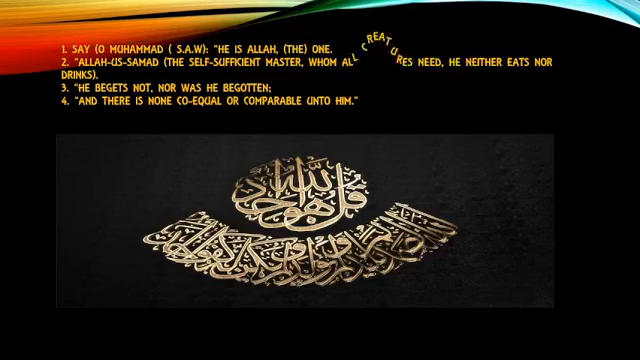 1. SAY (O MUHAMMAD ( S.A.W): "HE IS ALLAH, (THE) ONE.
2. "ALLAH-US-SAMAD (THE SELF-SUFFICIENT MASTER, WHOM ALL CREATURES NEED, HE NEITHER EATS NOR
DRINKS).
3. "HE BEGETS NOT, NOR WAS HE BEGOTTEN;
4. "AND THERE IS NONE CO-EQUAL OR COMPARABLE UNTO HIM."
قل هو الله احد